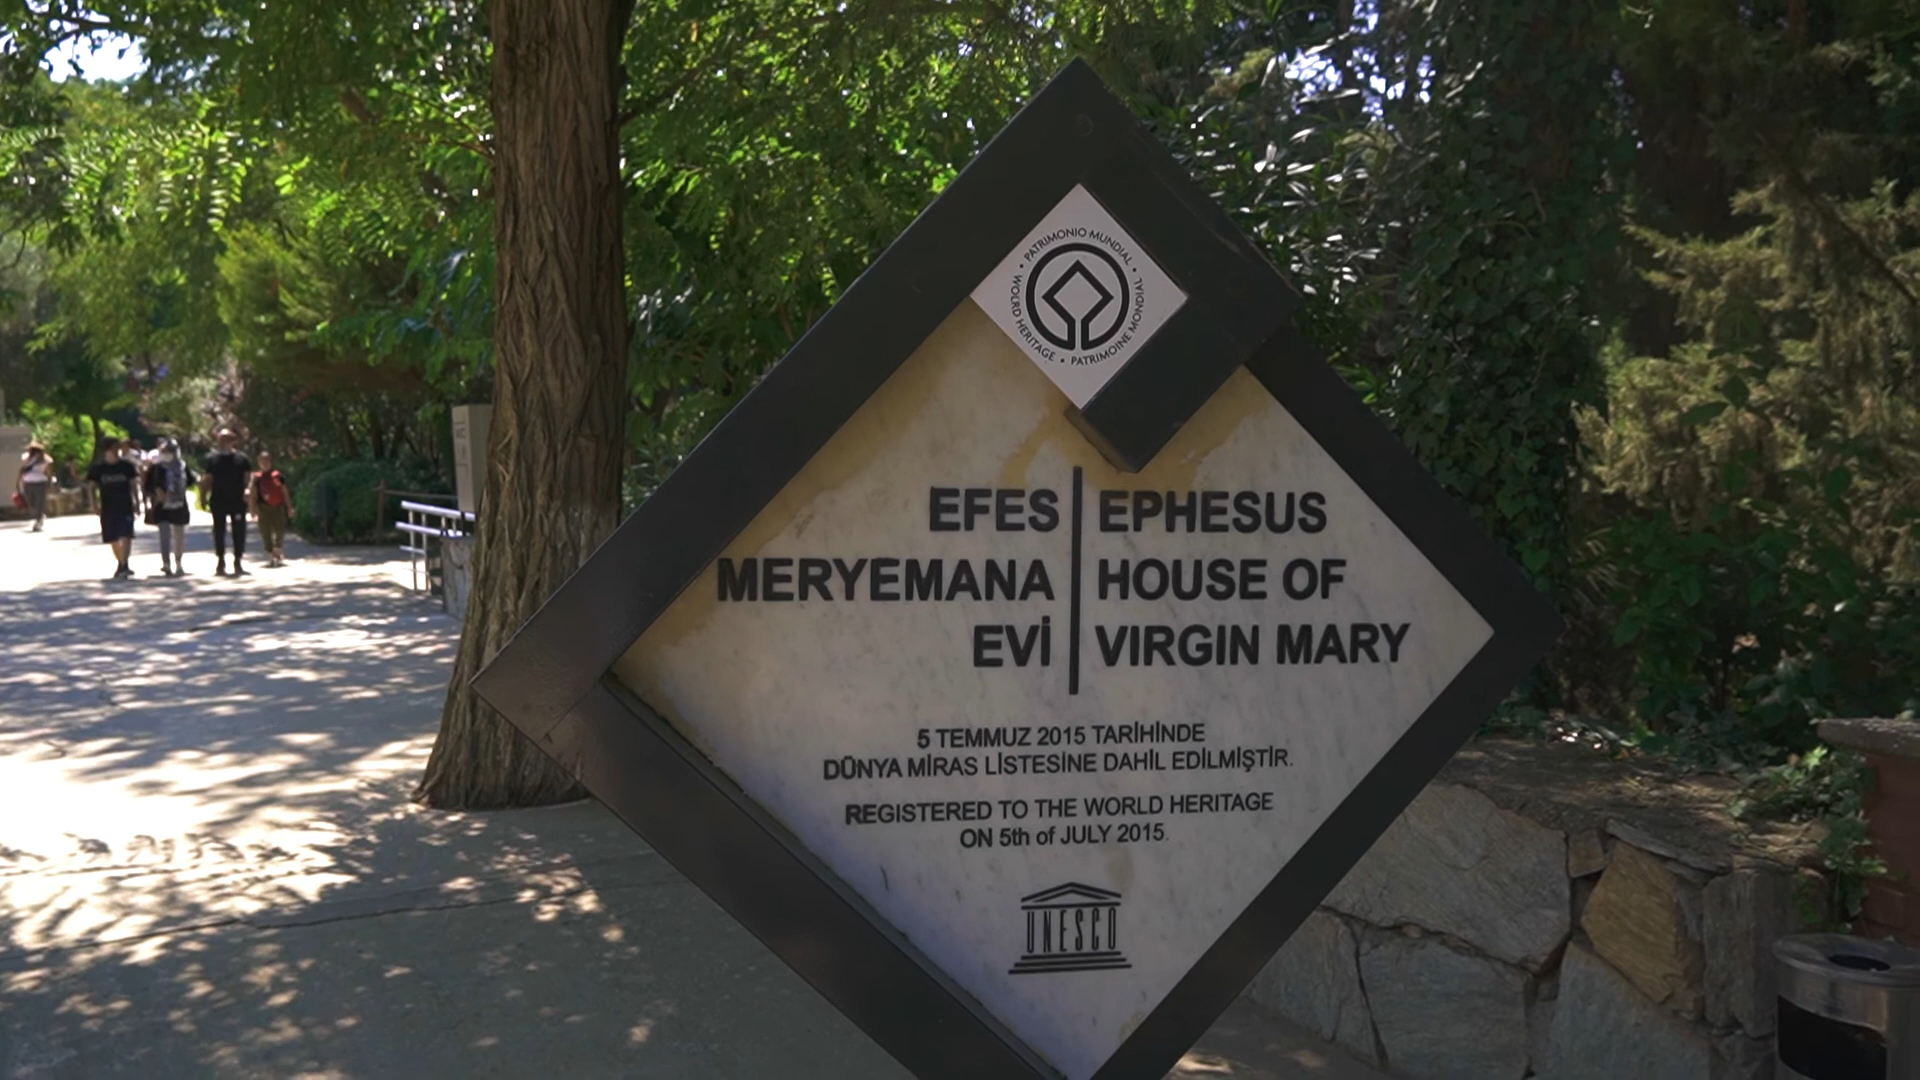 PATRIMONIO MUNDIAL • WOLRD HERITAGE • PATRIMOINE MONDIAL •
EFES
MERYEMANA
EVİ
EPHESUS
HOUSE OF
VIRGIN MARY
5 TEMMUZ 2015 TARİHİNDE
DÜNYA MİRAS LİSTESİNE DAHİL EDİLMİŞTİR.
REGISTERED TO THE WORLD HERITAGE
ON 5th of JULY 2015.
UNESCO